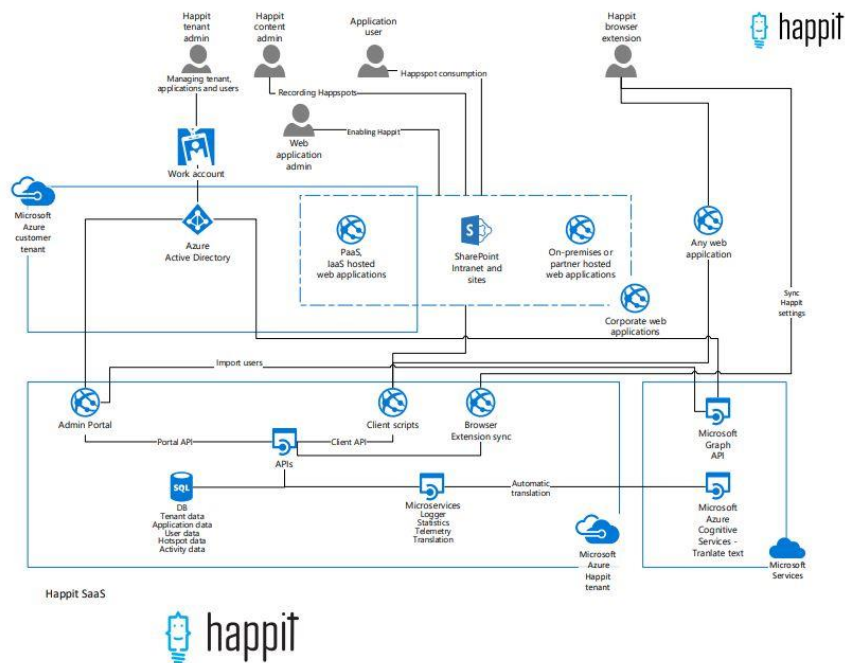 Happit
tenant
admin
Happit
content
admin
Application
user
Happit
browser
extension
happit
Managing tenant,
applications and users
Happspot consumption
Recording Happspots
Enabling Happit
Web
application
admin
Work account
Microsoft
Azure
customer
tenant
Azure
Active Directory
PaaS,
IaaS hosted
web applications
SharePoint
Intranet and
sites
On-premises or
partner hosted
web applications
Any web
application
Sync
Happit
settings
Corporate web
applications
Import users
Admin Portal
Client scripts
Browser
Extension sync
Microsoft
Graph
API
Portal API
Client API
APIs
SQL
DB
Tenant data
Application data
User data
Hotspot data
Activity data
Microservices
Logger
Statistics
Telemetry
Translation
Automatic
translation
Microsoft
Azure
Cognitive
Services -
Tranlate text
Microsoft
Azure
Happit
tenant
Microsoft
Services
Happit SaaS
happit